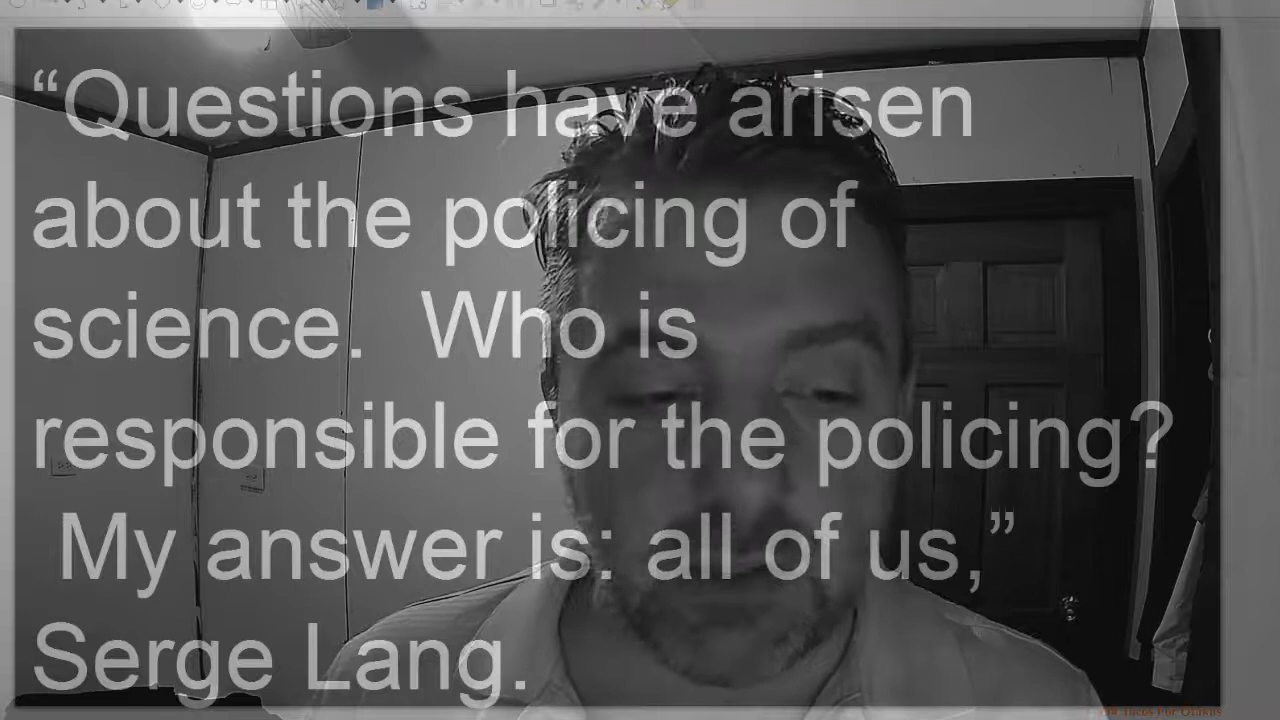 “Questions have arisen
about the policing of
science.  Who is
responsible for the policing?
My answer is: all of us,”
Serge Lang.